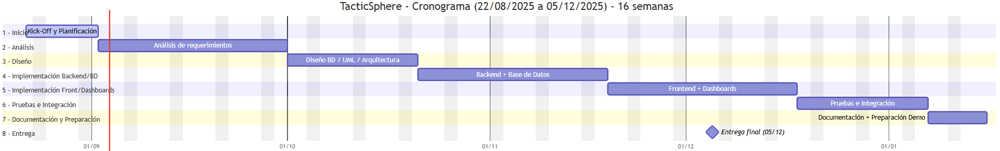 TacticSphere - Cronograma (22/08/2025 a 05/12/2025) - 16 semanas
1 - Inicio
Kick-Off y Planificación
2 - Análisis
Análisis de requerimientos
3 - Diseño
Diseño BD / UML / Arquitectura
4 - Implementación Backend/BD
Backend + Base de Datos
5 - Implementación Front/Dashboards
Frontend + Dashboards
6 - Pruebas e Integración
Pruebas e Integración
7 - Documentación y Preparación
Documentación + Preparación Demo
8 - Entrega
Entrega final (05/12)
01/09
01/10
01/11
01/12
01/01